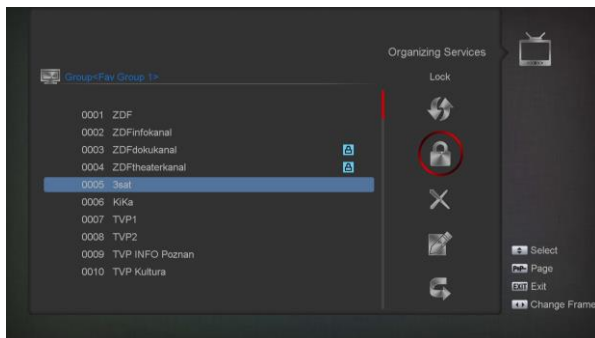 Organizing Services
Group<Fav Group 1>
Lock
0001 ZDF
0002 ZDFinfokanal
0003 ZDFdokukanal
0004 ZDFtheaterkanal
0005 3sat
0006 KiKa
0007 TVP1
0008 TVP2
0009 TVP INFO Poznan
0010 TVP Kultura
Select
Page
EXIT Exit
Change Frame